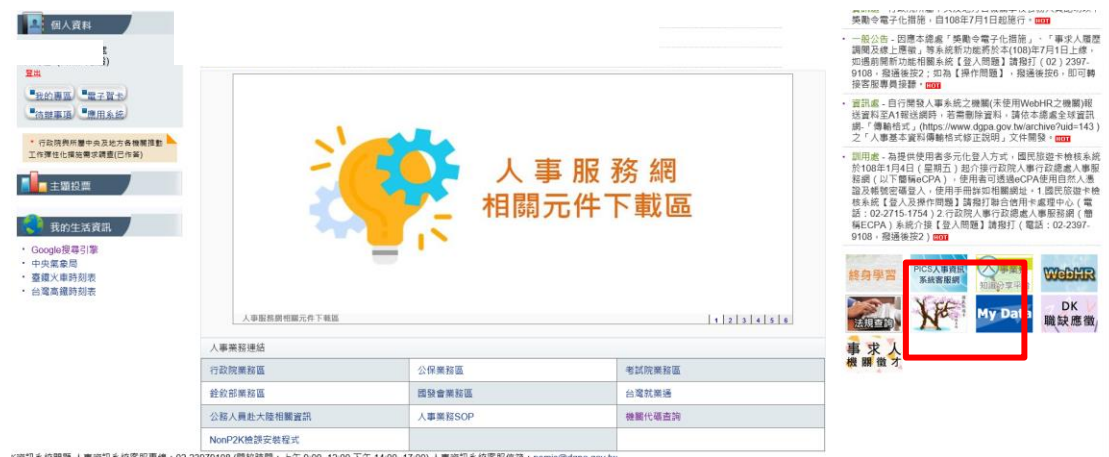 個人資料
登出
我的專區
電子賀卡
待辦事項
應用系統
* 行政院與所屬中央及地方各機關推動
工作彈性化措施需求調查(已作答)
主題投票
我的生活資訊
Google搜尋引擎
中央氣象局
臺鐵火車時刻表
台灣高鐵時刻表
人事服務網
相關元件下載區
人事服務網相關元件下載區
1 2 3 4 5 6
人事業務連結
行政院業務區
公保業務區
考試院業務區
銓敘部業務區
國發會業務區
台灣就業通
公務人員赴大陸相關資訊
人事業務SOP
機關代碼查詢
NonP2K檢誤安裝程式
獎勵令電子化措施，自108年7月1日起施行。HOT
一般公告 - 因應本總處「獎勵令電子化措施」、「事求人履歷
調閱及線上應徵」等系統新功能將於本(108)年7月1日上線，
如遇前開新功能相關系統【登入問題】請撥打（02）2397-
9108，撥通後按2；如為【操作問題】，撥通後按6，即可轉
接客服專員接聽。HOT
資訊處 - 自行開發人事系統之機關(未使用WebHR之機關)報
送資料至A1報送網時，若需刪除資料，請依本總處全球資訊
網-「傳輸格式」(https://www.dgpa.gov.tw/archive?uid=143)
之「人事基本資料傳輸格式修正說明」文件開發。HOT
訓用處 - 為提供使用者多元化登入方式，國民旅遊卡檢核系統
於108年1月4日（星期五）起介接行政院人事行政總處人事服
務網（以下簡稱eCPA），使用者可透過eCPA使用自然人憑
證及帳號密碼登入，使用手冊詳如相關網址。1.國民旅遊卡檢
核系統【登入及操作問題】請撥打聯合信用卡處理中心（電
話：02-2715-1754）2.行政院人事行政總處人事服務網（簡
稱ECPA）系統介接【登入問題】請撥打（電話：02-2397-
9108，撥通後按2）HOT
終身學習
PICS人事資訊
系統客服網
知識分享平台
WebHR
法規查詢
My Data
DK
職缺應徵
事求人
機關徵才